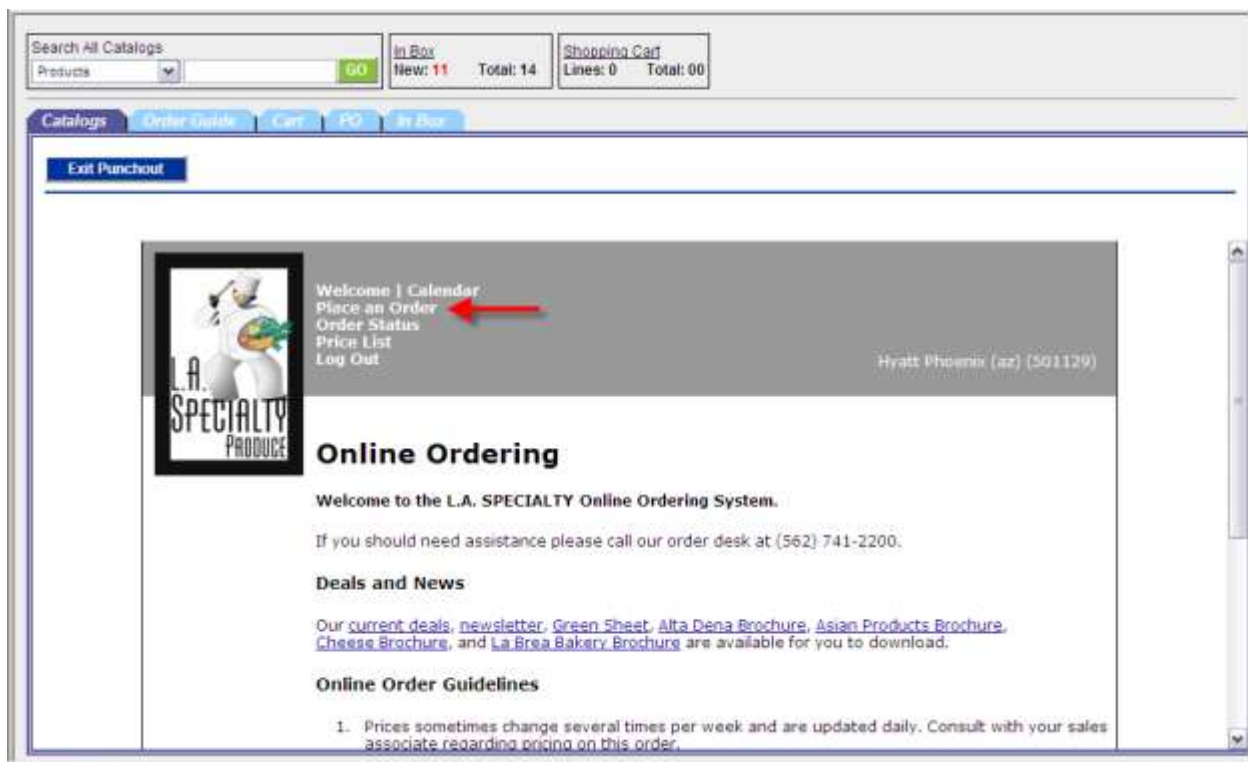 Search All Catalogs
Products
GO
In Box
New: 11 Total: 14
Shopping Cart
Lines: 0 Total: 00
Catalogs Order Guide Cart PO In Box
Exit Punchout
Welcome | Calendar
Place an Order
Order Status
Price List
Log Out
Hyatt Phoenix (az) (501129)
L.A.
SPECIALTY
PRODUCE
Online Ordering
Welcome to the L.A. SPECIALTY Online Ordering System.
If you should need assistance please call our order desk at (562) 741-2200.
Deals and News
Our current deals, newsletter, Green Sheet, Alta Dena Brochure, Asian Products Brochure,
Cheese Brochure, and La Brea Bakery Brochure are available for you to download.
Online Order Guidelines
1. Prices sometimes change several times per week and are updated daily. Consult with your sales
associate regarding pricing on this order.